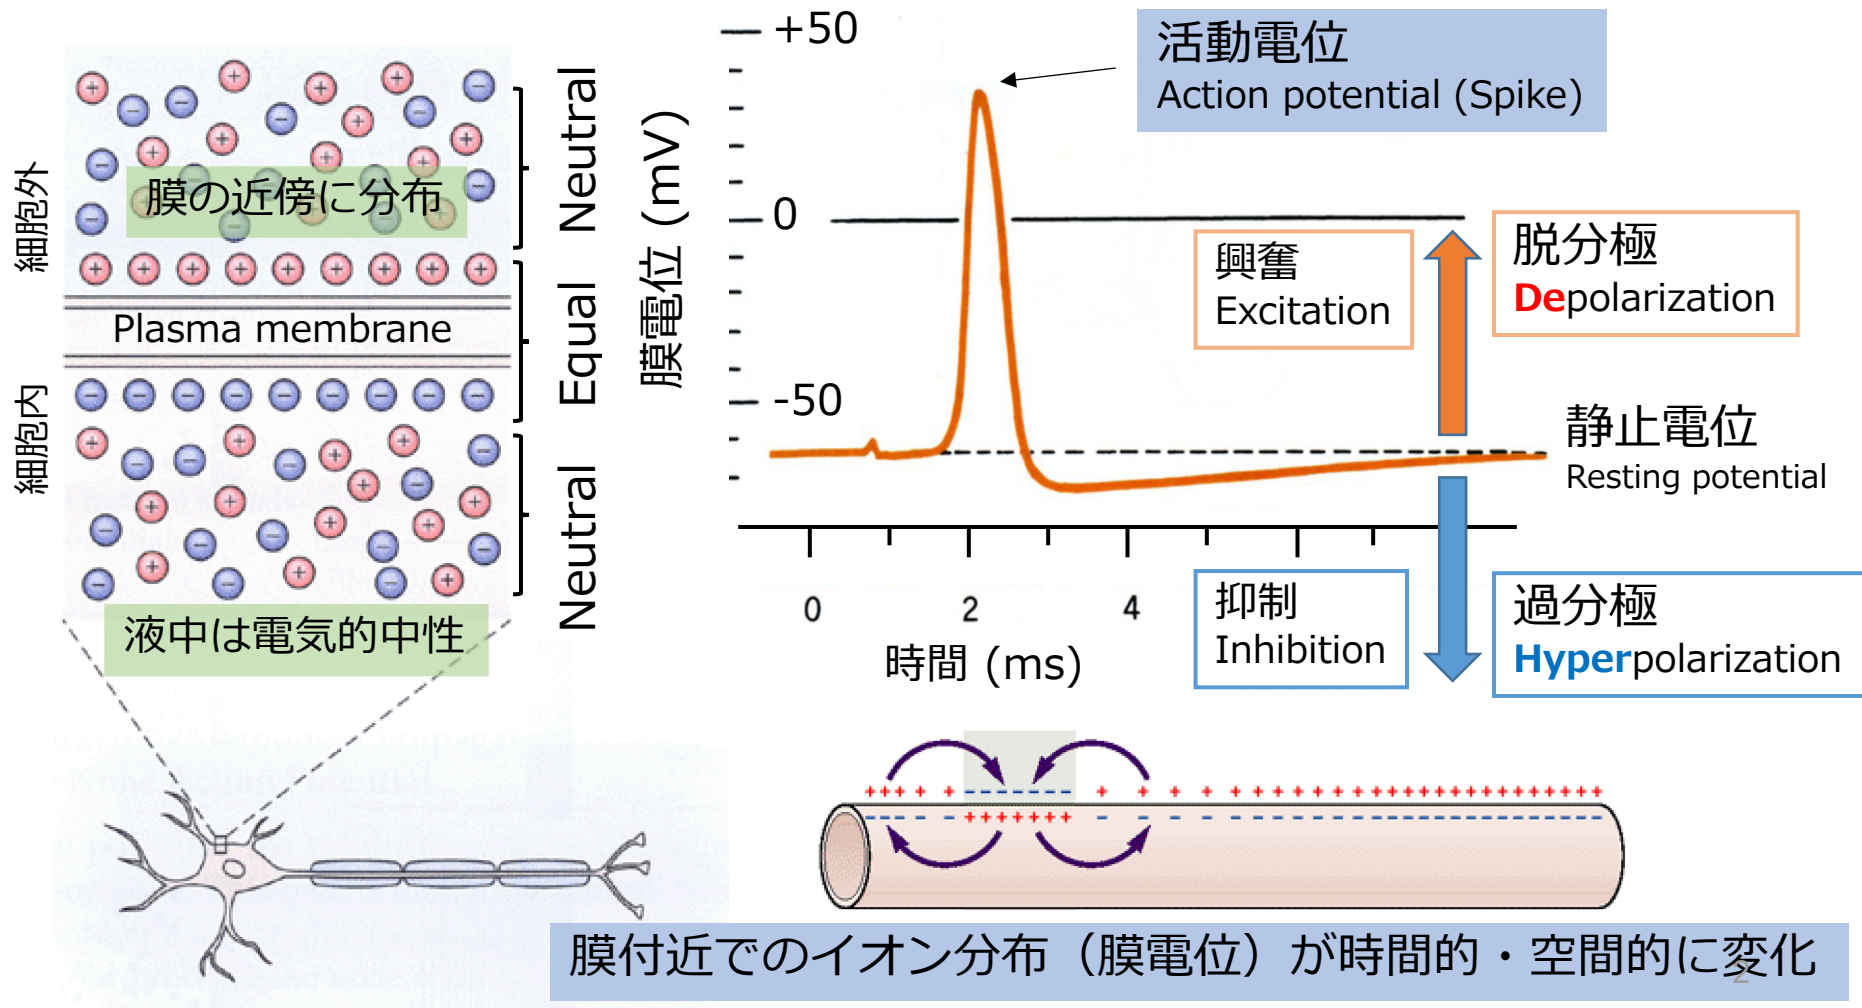 細胞外
細胞内
膜の近傍に分布
Plasma membrane
液中は電気的中性
Neutral
Equal
Neutral
膜電位 (mV)
+50
0
-50
活動電位
Action potential (Spike)
興奮
Excitation
脱分極
Depolarization
静止電位
Resting potential
抑制
Inhibition
過分極
Hyperpolarization
0 2 4
時間 (ms)
None Action Potential
膜付近でのイオン分布（膜電位）が時間的・空間的に変化
2